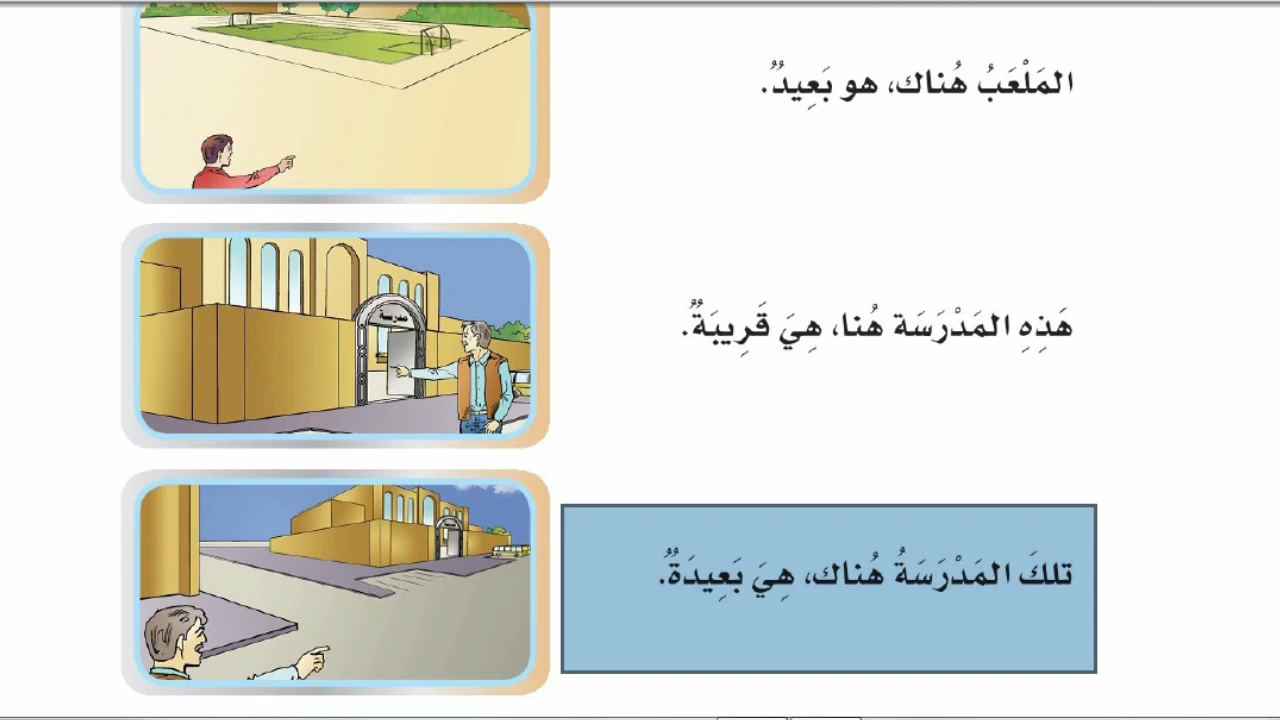 المَلْعَبُ هُناك، هو بَعِيدٌ.
مدرسة
هَذِهِ المَدْرَسَة هُنا، هِيَ قَرِيبَةٌ.
تلكَ المَدْرَسَةُ هُناك، هِيَ بَعِيدَةٌ.